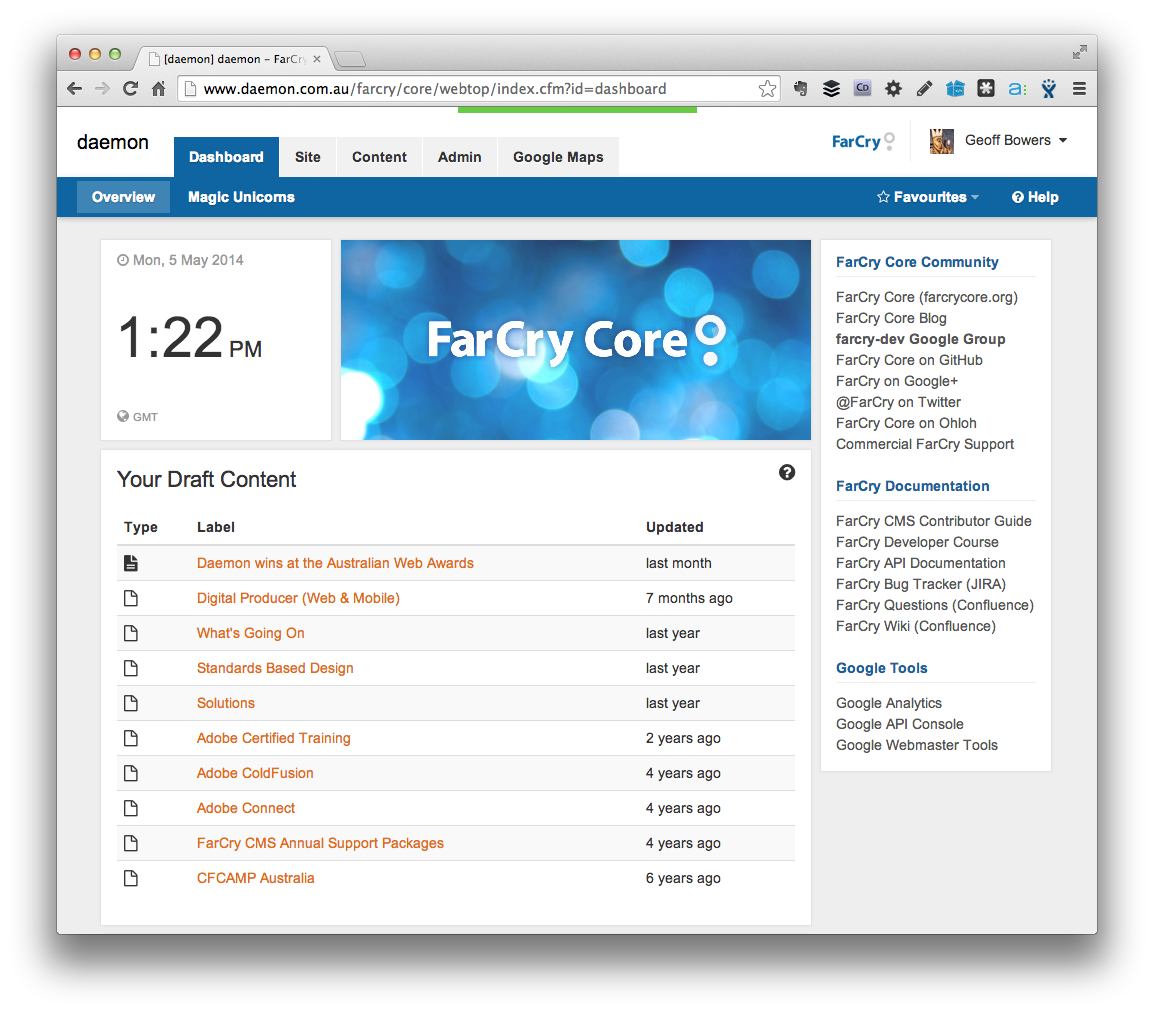 [daemon] daemon – FarCry
www.daemon.com.au/farcry/core/webtop/index.cfm?id=dashboard
CD
a:
daemon
Dashboard Site Content Admin Google Maps
FarCry
Geoff Bowers
Overview Magic Unicorns
Favourites Help
Mon, 5 May 2014
1:22 PM
GMT
FarCry Core
Your Draft Content
Type Label Updated
Daemon wins at the Australian Web Awards last month
Digital Producer (Web & Mobile) 7 months ago
What's Going On last year
Standards Based Design last year
Solutions last year
Adobe Certified Training 2 years ago
Adobe ColdFusion 4 years ago
Adobe Connect 4 years ago
FarCry CMS Annual Support Packages 4 years ago
CFCAMP Australia 6 years ago
FarCry Core Community
FarCry Core (farcrycore.org)
FarCry Core Blog
farcry-dev Google Group
FarCry Core on GitHub
FarCry on Google+
@FarCry on Twitter
FarCry Core on Ohloh
Commercial FarCry Support
FarCry Documentation
FarCry CMS Contributor Guide
FarCry Developer Course
FarCry API Documentation
FarCry Bug Tracker (JIRA)
FarCry Questions (Confluence)
FarCry Wiki (Confluence)
Google Tools
Google Analytics
Google API Console
Google Webmaster Tools